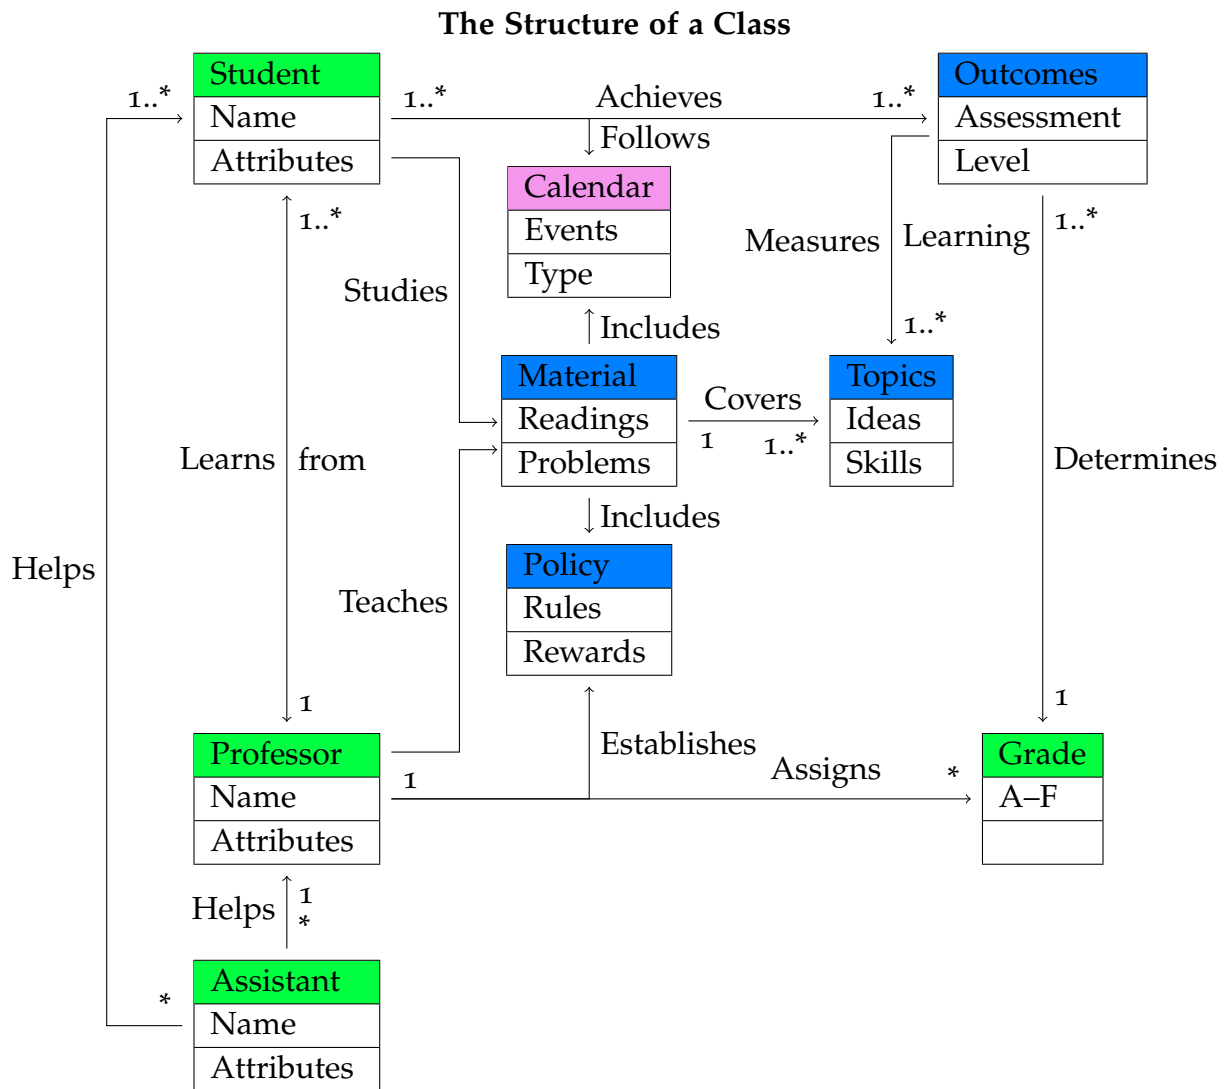 The Structure of a Class
Student
Name
Attributes
Outcomes
Assessment
Level
1..*
1..*
Achieves
1..*
Follows
Calendar
Events
Type
1..*
Studies
Measures
Learning
1..*
1..*
Includes
Material
Readings
Problems
Covers
1
1..*
Topics
Ideas
Skills
Learns
from
Determines
Includes
Policy
Rules
Rewards
Helps
Teaches
1
1
Professor
Name
Attributes
1
Establishes
Assigns
*
Grade
A–F
Helps
1
*
Assistant
Name
Attributes
*